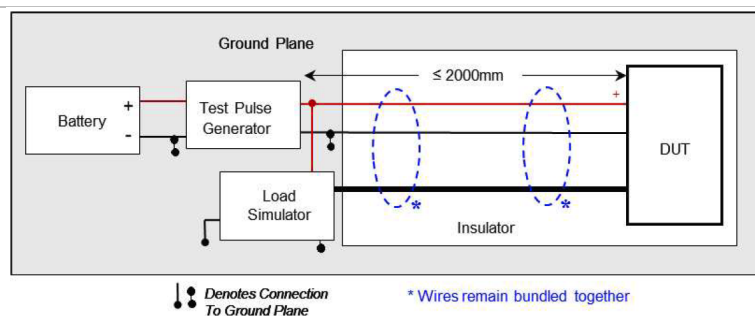 Ground Plane
≤ 2000mm
+
Battery
+
-
Test Pulse
Generator
DUT
Load
Simulator
*
*
Insulator
Denotes Connection
To Ground Plane
* Wires remain bundled together